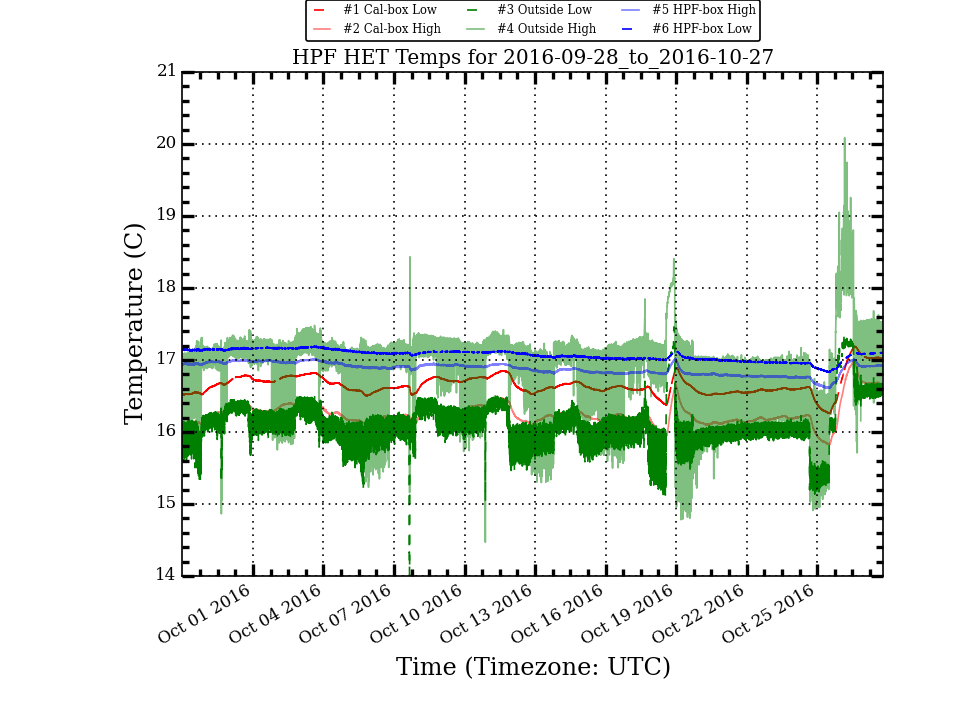 #1 Cal-box Low #3 Outside Low #5 HPF-box High
#2 Cal-box High #4 Outside High #6 HPF-box Low
HPF HET Temps for 2016-09-28_to_2016-10-27
21
20
19
18
17
16
15
14
Temperature (C)
Oct 01 2016 Oct 04 2016 Oct 07 2016 Oct 10 2016 Oct 13 2016 Oct 16 2016 Oct 19 2016 Oct 22 2016 Oct 25 2016
Time (Timezone: UTC)